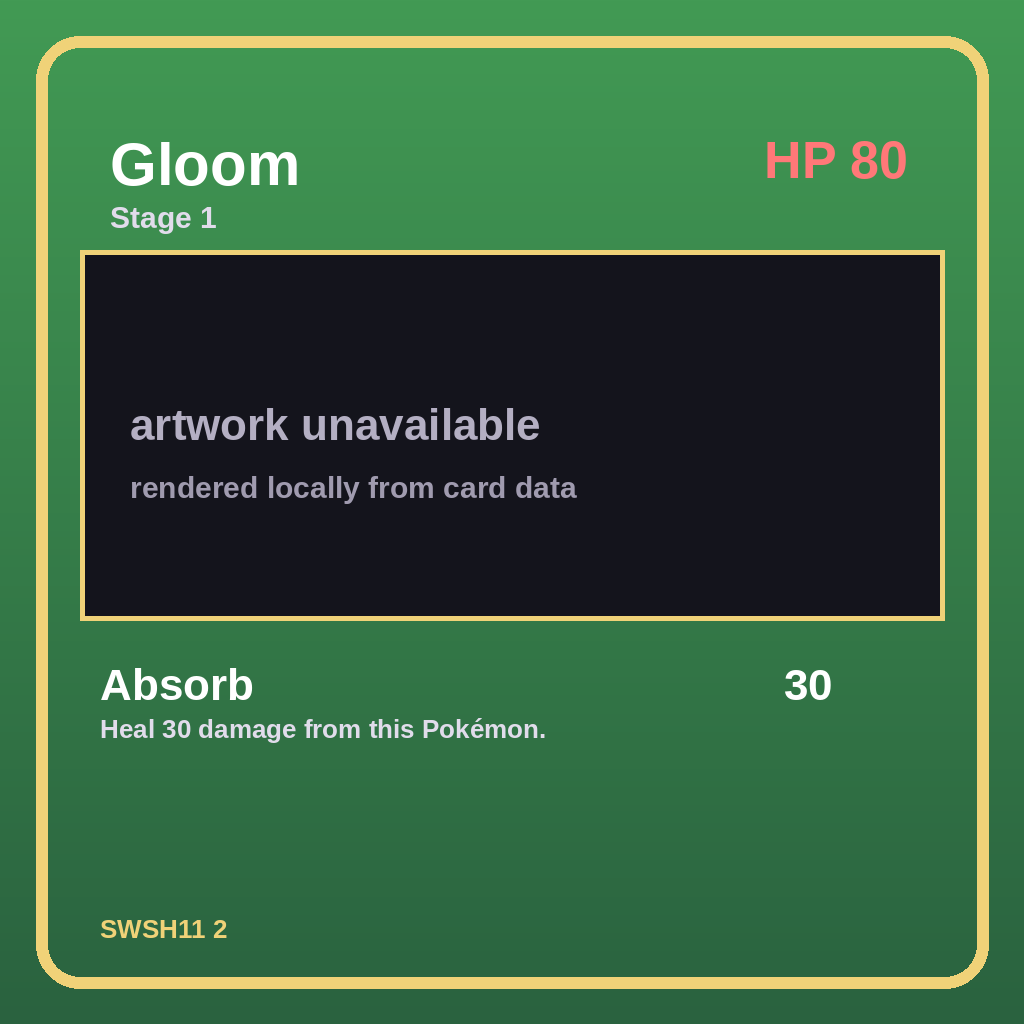 Gloom
HP 80
Stage 1
artwork unavailable
rendered locally from card data
Absorb
30
Heal 30 damage from this Pokémon.
SWSH11 2